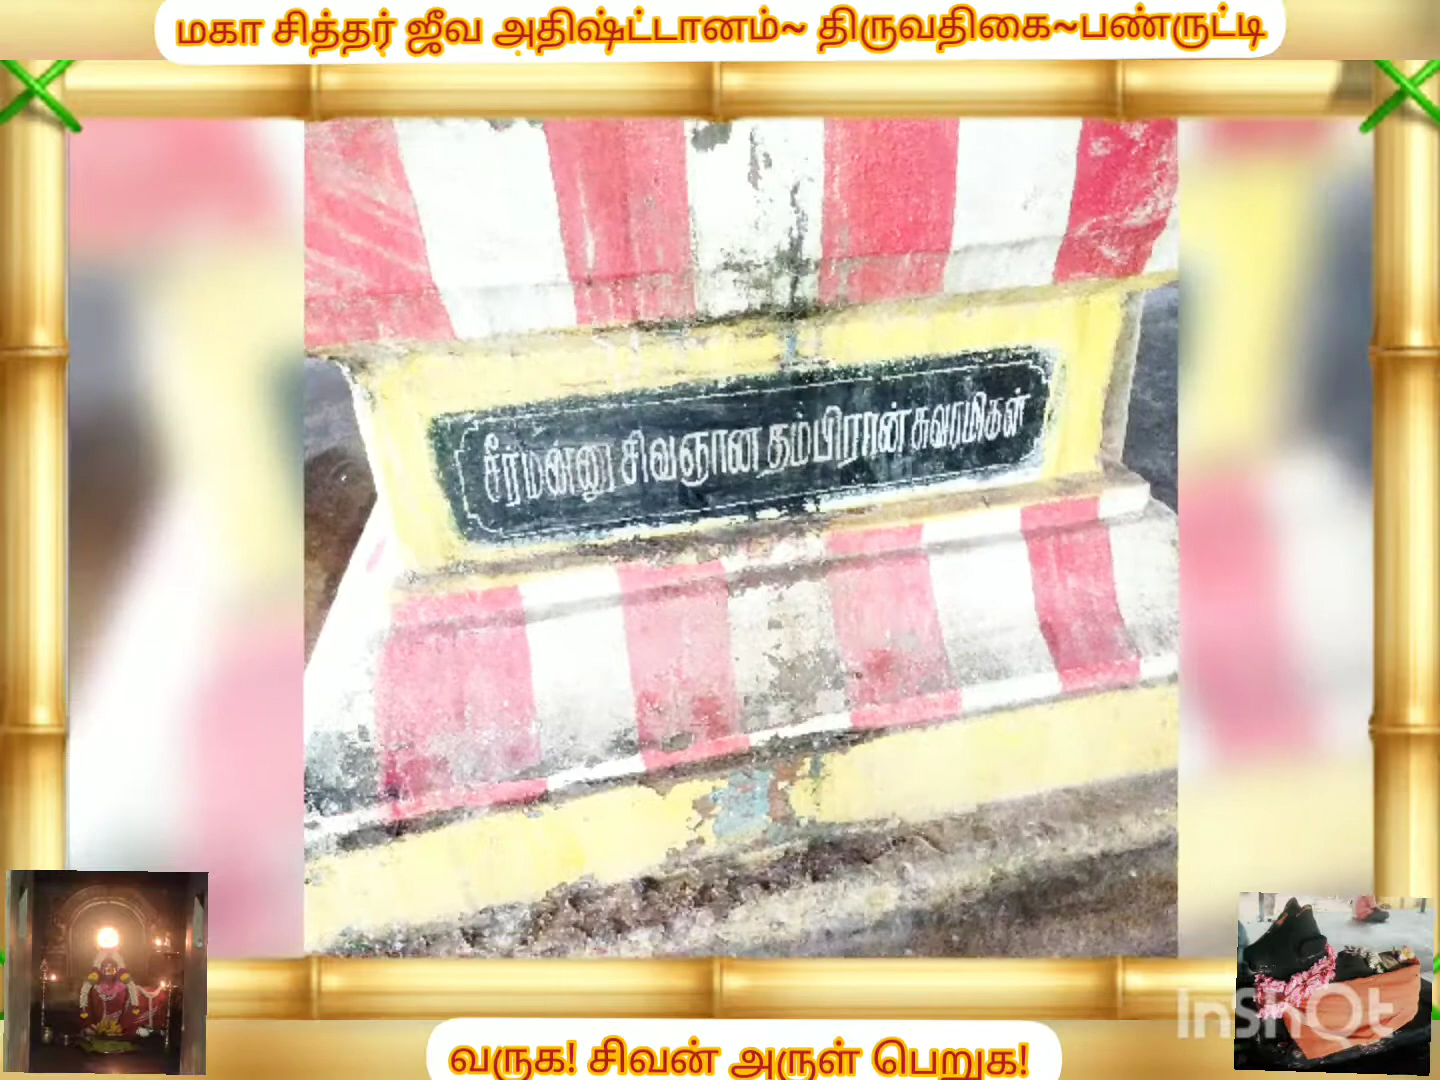 மகா சித்தர் ஜீவ அதிஷ்ட்டானம்~ திருவதிகை~பண்ருட்டி
சீர்மன்னு சிவஞான தம்பிரான் சுவாமிகள்
InShOt
வருக! சிவன் அருள் பெறுக!